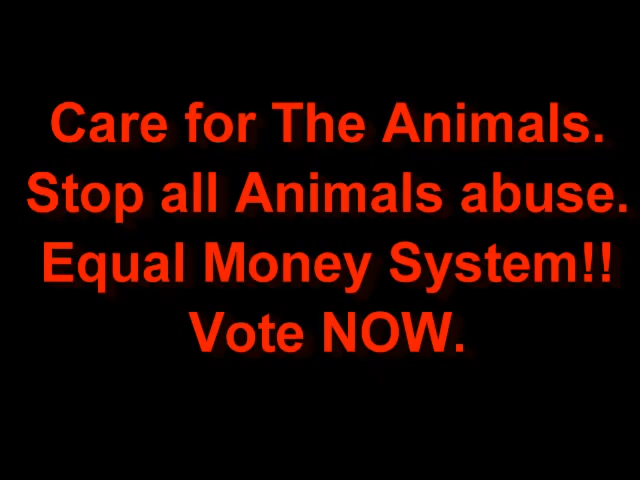 Care for The Animals.
Stop all Animals abuse.
Equal Money System!!
Vote NOW.